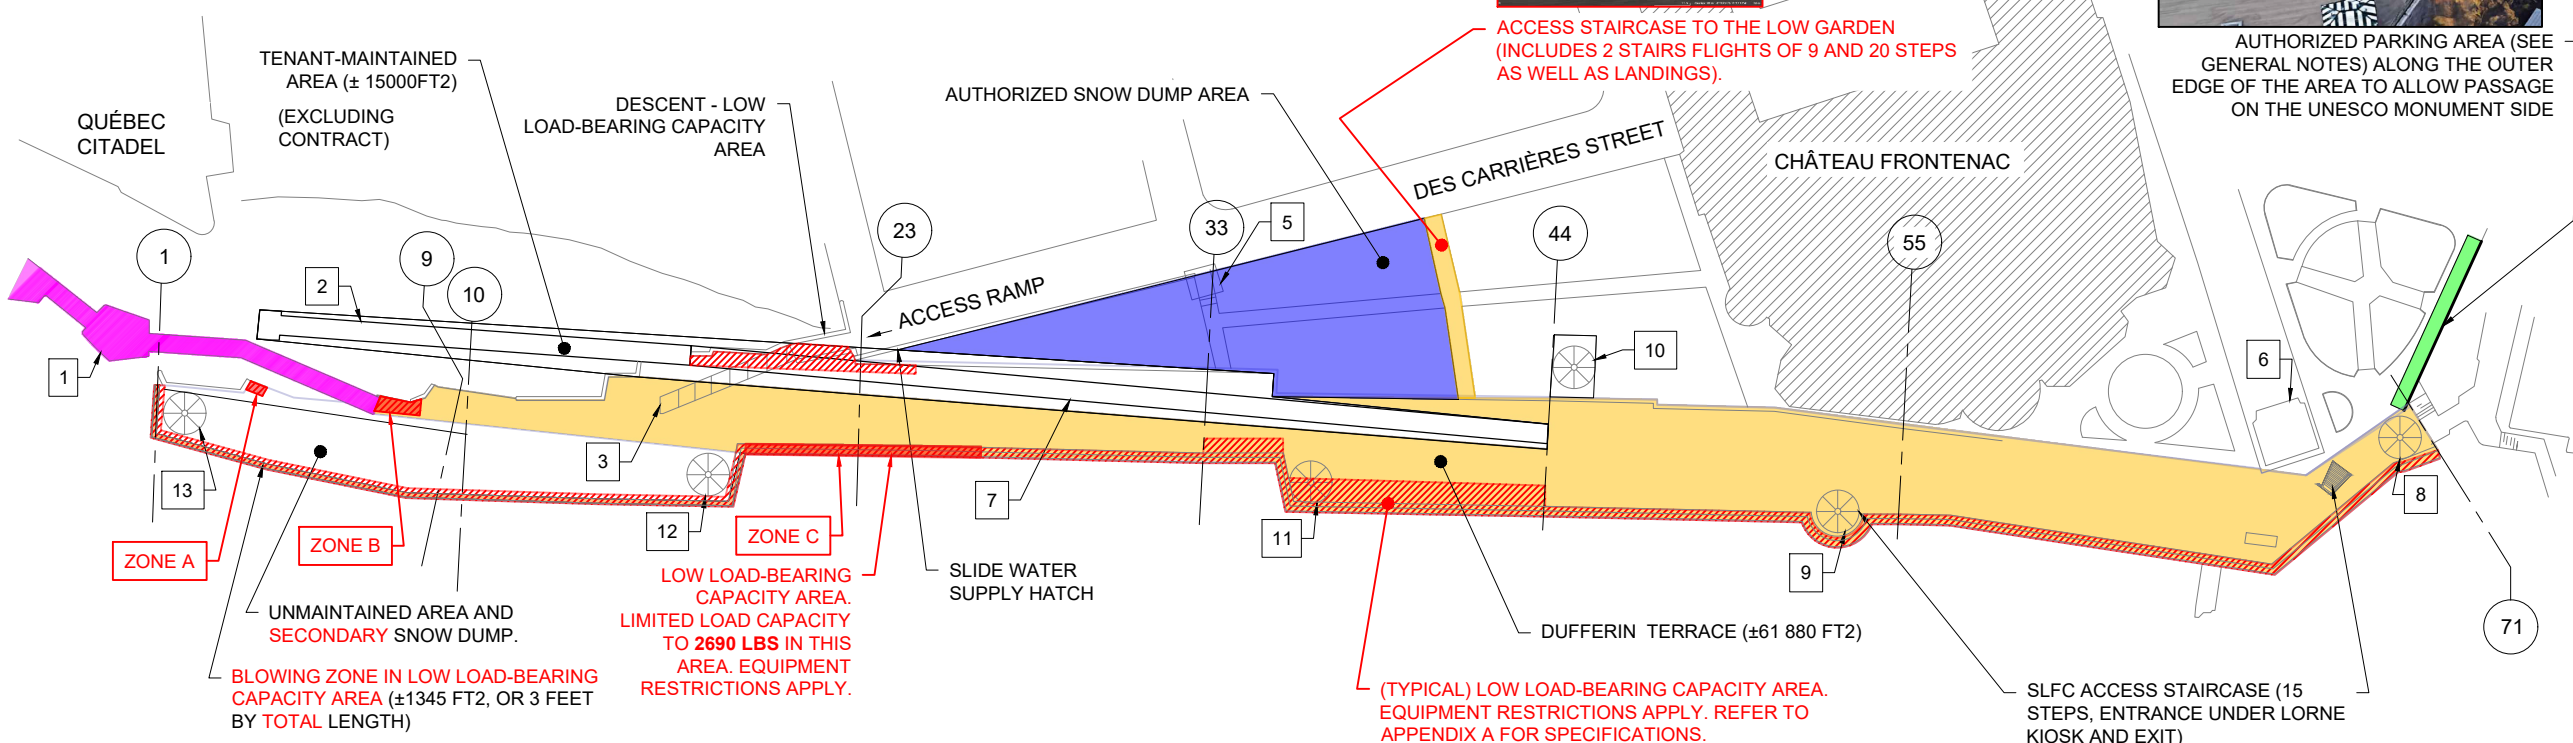 ACCESS STAIRCASE TO THE LOW GARDEN
(INCLUDES 2 STAIRS FLIGHTS OF 9 AND 20 STEPS
AS WELL AS LANDINGS).
AUTHORIZED PARKING AREA (SEE
GENERAL NOTES) ALONG THE OUTER
EDGE OF THE AREA TO ALLOW PASSAGE
ON THE UNESCO MONUMENT SIDE
TENANT-MAINTAINED
AREA (± 15000FT2)
(EXCLUDING
CONTRACT)
QUÉBEC
CITADEL
DESCENT - LOW
LOAD-BEARING CAPACITY
AREA
AUTHORIZED SNOW DUMP AREA
DES CARRIÈRES STREET
CHÂTEAU FRONTENAC
ACCESS RAMP
1
9
10
23
33
44
55
71
2
5
10
6
1
3
13
12
7
11
9
8
ZONE A
ZONE B
ZONE C
UNMAINTAINED AREA AND
SECONDARY SNOW DUMP.
BLOWING ZONE IN LOW LOAD-BEARING
CAPACITY AREA (±1345 FT2, OR 3 FEET
BY TOTAL LENGTH)
LOW LOAD-BEARING
CAPACITY AREA.
LIMITED LOAD CAPACITY
TO 2690 LBS IN THIS
AREA. EQUIPMENT
RESTRICTIONS APPLY.
SLIDE WATER
SUPPLY HATCH
DUFFERIN TERRACE (±61 880 FT2)
(TYPICAL) LOW LOAD-BEARING CAPACITY AREA.
EQUIPMENT RESTRICTIONS APPLY. REFER TO
APPENDIX A FOR SPECIFICATIONS.
SLFC ACCESS STAIRCASE (15
STEPS, ENTRANCE UNDER LORNE
KIOSK AND EXIT)